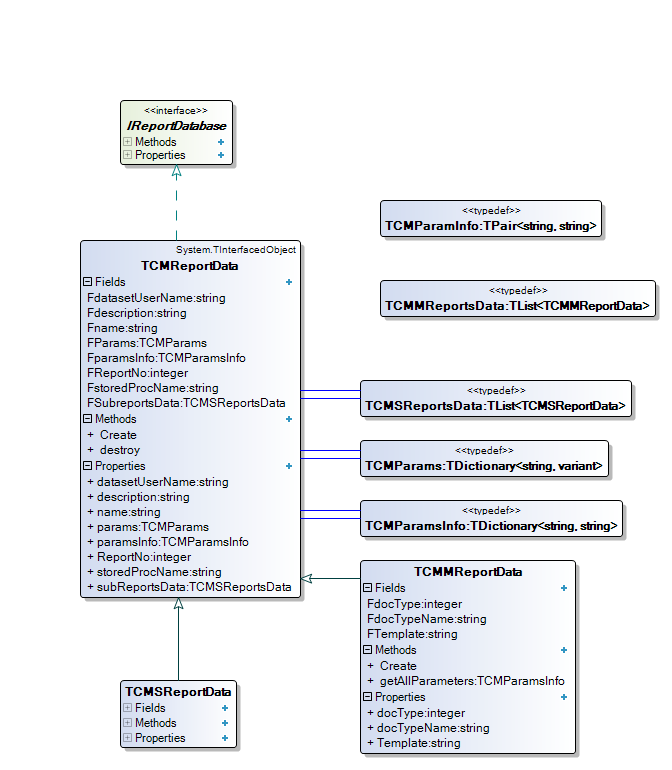 <<interface>>
IReportDatabase
Methods
Properties
System.TInterfacedObject
TCMReportData
Fields
FdatasetUserName:string
Fdescription:string
Fname:string
FParams:TCMParams
FparamsInfo:TCMParamsInfo
FReportNo:integer
FstoredProcName:string
FSubreportsData:TCMSReportsData
Methods
+ Create
+ destroy
Properties
+ datasetUserName:string
+ description:string
+ name:string
+ params:TCMParams
+ paramsInfo:TCMParamsInfo
+ ReportNo:integer
+ storedProcName:string
+ subReportsData:TCMSReportsData
<<typedef>>
TCMParamInfo:TPair<string, string>
<<typedef>>
TCMMReportsData:TList<TCMMReportData>
<<typedef>>
TCMSReportsData:TList<TCMSReportData>
<<typedef>>
TCMParams:TDictionary<string, variant>
<<typedef>>
TCMParamsInfo:TDictionary<string, string>
TCMMReportData
Fields
FdocType:integer
FdocTypeName:string
FTemplate:string
Methods
+ Create
+ getAllParameters:TCMParamsInfo
Properties
+ docType:integer
+ docTypeName:string
+ Template:string
TCMSReportData
Fields
Methods
Properties